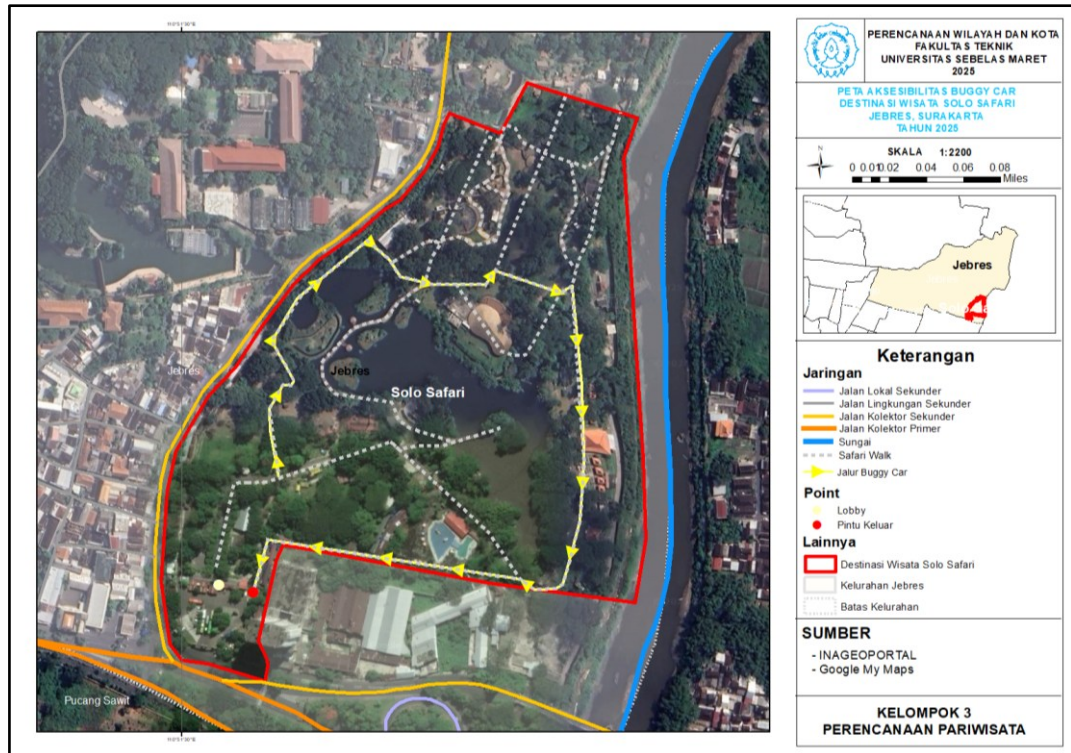 PERENCANAAN WILAYAH DAN KOTA
FAKULTAS TEKNIK
UNIVERSITAS SEBELAS MARET
2025
PETA AKSESIBILITAS BUGGY CAR
DESTINASI WISATA SOLO SAFARI
JEBRES, SURAKARTA
TAHUN 2025
N
SKALA 1:2200
0 0.01 0.02 0.04 0.06 0.08
Miles
Jebres
Keterangan
Jaringan
Jalan Lokal Sekunder
Jalan Lingkungan Sekunder
Jalan Kolektor Sekunder
Jalan Kolektor Primer
Sungai
Safari Walk
Jalur Buggy Car
Point
Lobby
Pintu Keluar
Lainnya
Destinasi Wisata Solo Safari
Kelurahan Jebres
Batas Kelurahan
SUMBER
- INAGEOPORTAL
- Google My Maps
KELOMPOK 3
PERENCANAAN PARIWISATA
Jebres
Jebres
Solo Safari
Pucang Sawit